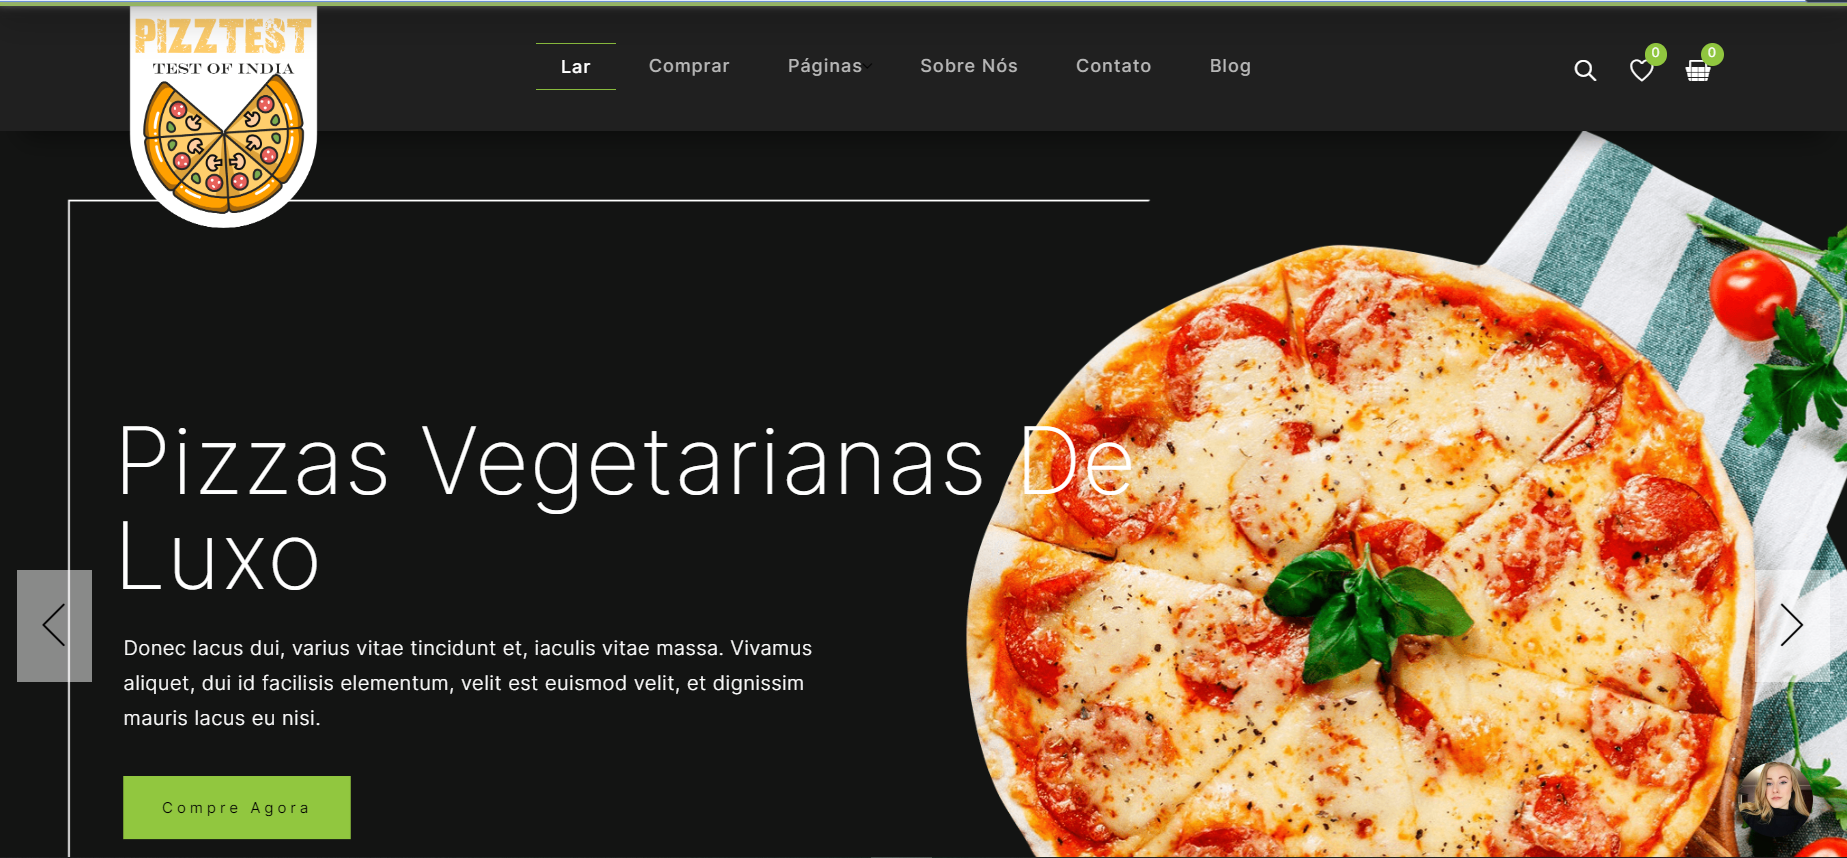 PIZZTEST
TEST OF INDIA
Lar
Comprar
Páginas
Sobre Nós
Contato
Blog
0
0
Pizzas Vegetarianas De
Luxo
Donec lacus dui, varius vitae tincidunt et, iaculis vitae massa. Vivamus
aliquet, dui id facilisis elementum, velit est euismod velit, et dignissim
mauris lacus eu nisi.
Compre Agora